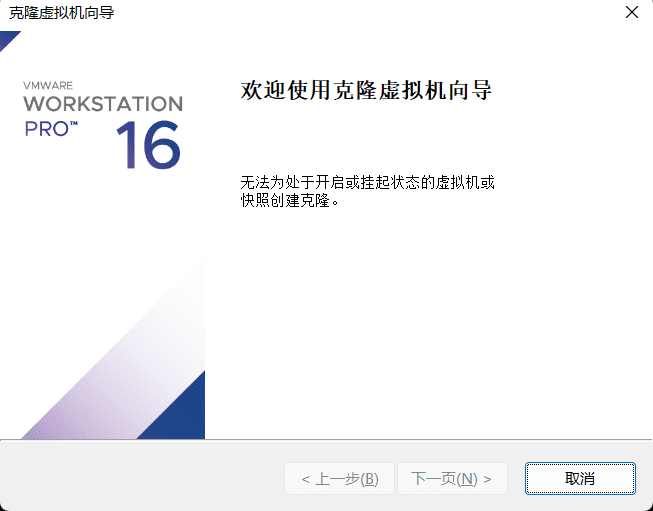 克隆虚拟机向导
VMWARE
WORKSTATION
PRO™
16
欢迎使用克隆虚拟机向导
无法为处于开启或挂起状态的虚拟机或
快照创建克隆。
< 上一步(B)
下一页(N) >
取消